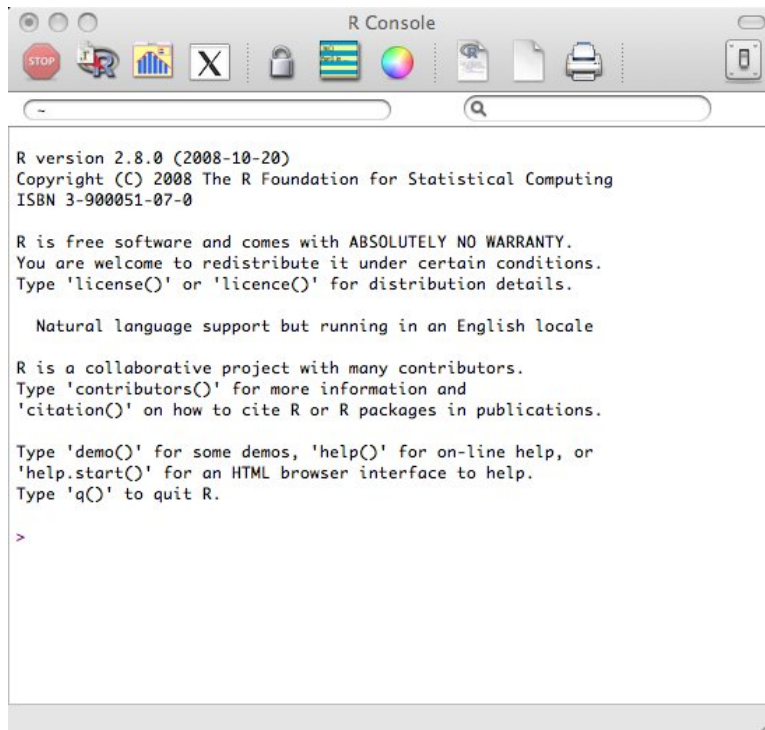 R Console
STOP
R
X
~
R version 2.8.0 (2008-10-20)
Copyright (C) 2008 The R Foundation for Statistical Computing
ISBN 3-900051-07-0
R is free software and comes with ABSOLUTELY NO WARRANTY.
You are welcome to redistribute it under certain conditions.
Type 'license()' or 'licence()' for distribution details.
Natural language support but running in an English locale
R is a collaborative project with many contributors.
Type 'contributors()' for more information and
'citation()' on how to cite R or R packages in publications.
Type 'demo()' for some demos, 'help()' for on-line help, or
'help.start()' for an HTML browser interface to help.
Type 'q()' to quit R.
>